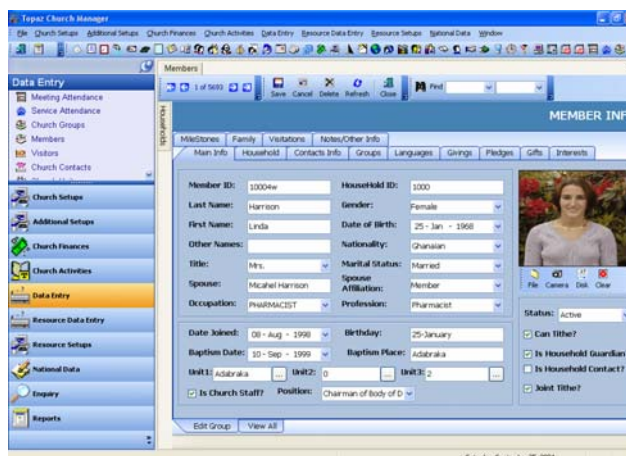 Topaz Church Manager
File Church Setups Additional Setups Church Finances Church Activities Data Entry Resource Data Entry Resource Setups National Data Window
Members
Data Entry
Meeting Attendance
Service Attendance
Church Groups
Members
Visitors
Church Contacts
Church Setups
Additional Setups
Church Finances
Church Activities
Data Entry
Resource Data Entry
Resource Setups
National Data
Enquiry
Reports
Households
1 of 5693
Save Cancel Delete Refresh Close Find
MEMBER INF
MileStones Family Visitations Notes/Other Info
Main Info Household Contacts Info Groups Languages Givings Pledges Gifts Interests
Member ID: 10004w HouseHold ID: 1000
Last Name: Harrison Gender: Female
First Name: Linda Date of Birth: 25 - Jan - 1968
Other Names: Nationality: Ghanaian
Title: Mrs. Marital Status: Married
Spouse: Micahel Harrison Spouse Affiliation: Member
Occupation: PHARMACIST Profession: Pharmacist
File Camera Disk Clear
Status: Active
Can Tithe?
Is Household Guardian
Is Household Contact?
Joint Tithe?
Date Joined: 08 - Aug - 1998 Birthday: 25-January
Baptism Date: 10 - Sep - 1999 Baptism Place: Adabraka
Unit1: Adabraka ... Unit2: 0 ... Unit3: 2 ...
Is Church Staff? Position: Chairman of Body of D
Edit Group View All